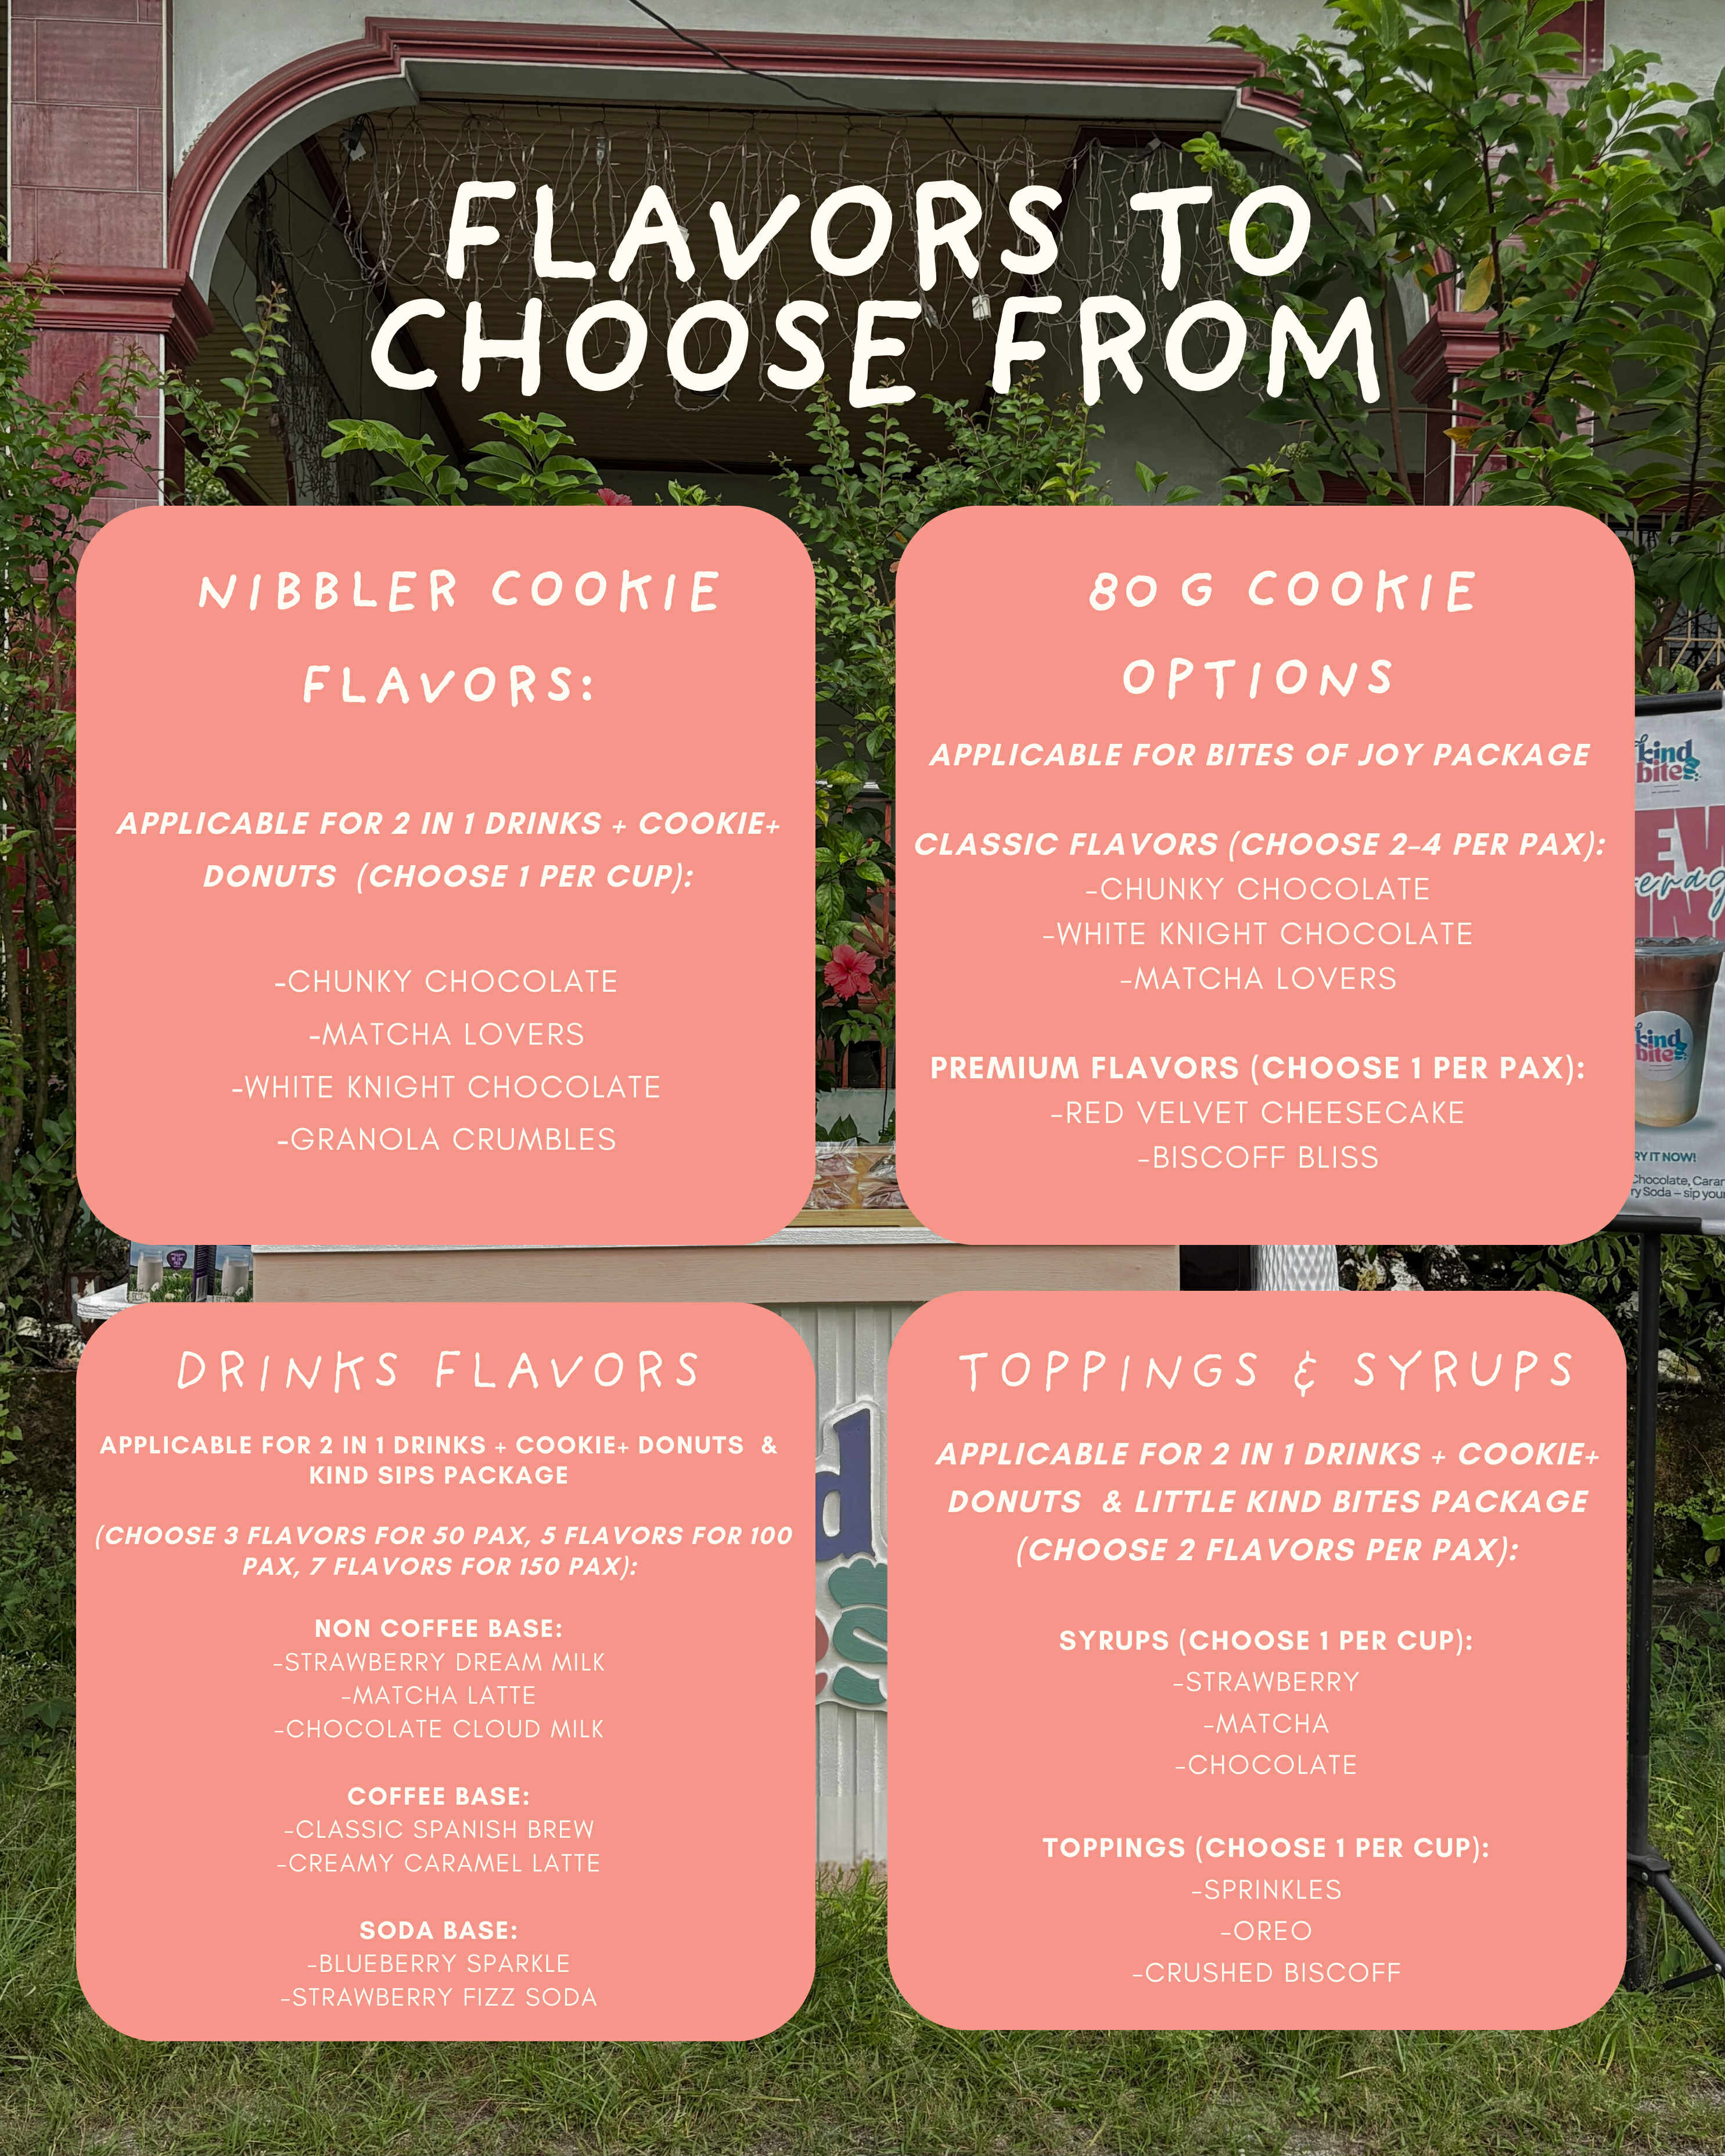 FLAVORS TO
CHOOSE FROM
NIBBLER COOKIE
FLAVORS:
APPLICABLE FOR 2 IN 1 DRINKS + COOKIE+
DONUTS (CHOOSE 1 PER CUP):
-CHUNKY CHOCOLATE
-MATCHA LOVERS
-WHITE KNIGHT CHOCOLATE
-GRANOLA CRUMBLES
80 G COOKIE
OPTIONS
APPLICABLE FOR BITES OF JOY PACKAGE
CLASSIC FLAVORS (CHOOSE 2-4 PER PAX):
-CHUNKY CHOCOLATE
-WHITE KNIGHT CHOCOLATE
-MATCHA LOVERS
PREMIUM FLAVORS (CHOOSE 1 PER PAX):
-RED VELVET CHEESECAKE
-BISCOFF BLISS
kind
bites
kind
bites
RY IT NOW!
Chocolate, Caram
ry Soda – sip your
DRINKS FLAVORS
APPLICABLE FOR 2 IN 1 DRINKS + COOKIE+ DONUTS &
KIND SIPS PACKAGE
(CHOOSE 3 FLAVORS FOR 50 PAX, 5 FLAVORS FOR 100
PAX, 7 FLAVORS FOR 150 PAX):
NON COFFEE BASE:
-STRAWBERRY DREAM MILK
-MATCHA LATTE
-CHOCOLATE CLOUD MILK
COFFEE BASE:
-CLASSIC SPANISH BREW
-CREAMY CARAMEL LATTE
SODA BASE:
-BLUEBERRY SPARKLE
-STRAWBERRY FIZZ SODA
TOPPINGS & SYRUPS
APPLICABLE FOR 2 IN 1 DRINKS + COOKIE+
DONUTS & LITTLE KIND BITES PACKAGE
(CHOOSE 2 FLAVORS PER PAX):
SYRUPS (CHOOSE 1 PER CUP):
-STRAWBERRY
-MATCHA
-CHOCOLATE
TOPPINGS (CHOOSE 1 PER CUP):
-SPRINKLES
-OREO
-CRUSHED BISCOFF